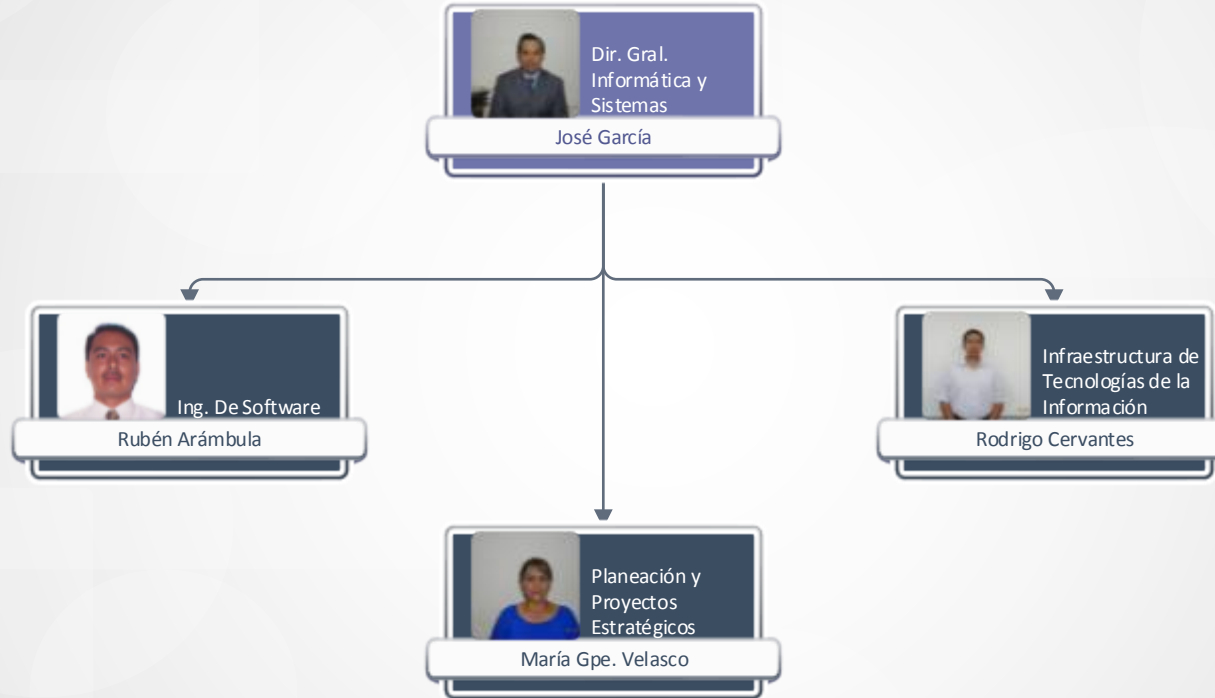 Dir. Gral.
Informática y
Sistemas
José García
Ing. De Software
Rubén Arámbula
Infraestructura de
Tecnologías de la
Información
Rodrigo Cervantes
Planeación y
Proyectos
Estratégicos
María Gpe. Velasco